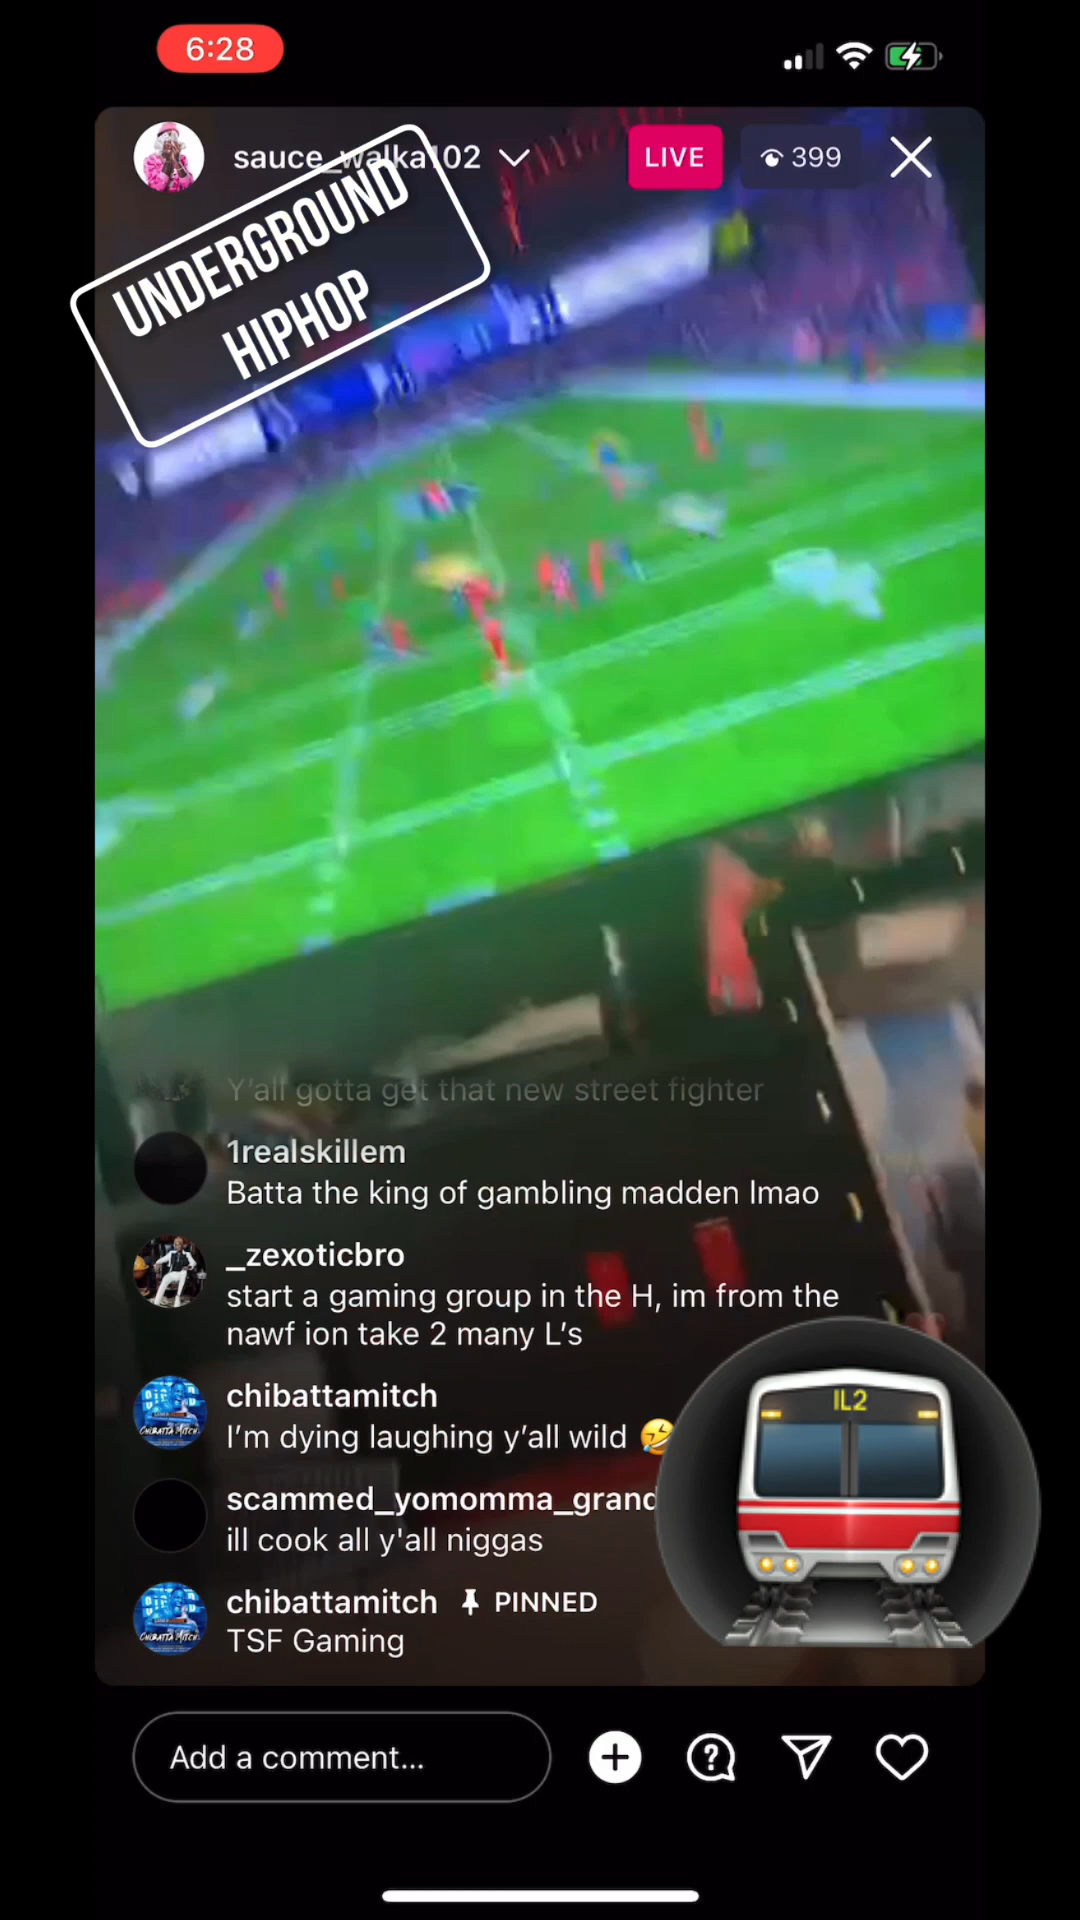 6:28
sauce_walka102
LIVE
399
UNDERGROUND
HIPHOP
Y'all gotta get that new street fighter
1realskillem
Batta the king of gambling madden lmao
_zexoticbro
start a gaming group in the H, im from the
nawf ion take 2 many L's
chibattamitch
I'm dying laughing y'all wild 🤣
scammed_yomomma_grand
ill cook all y'all niggas
chibattamitch PINNED
TSF Gaming
IL2
Add a comment...